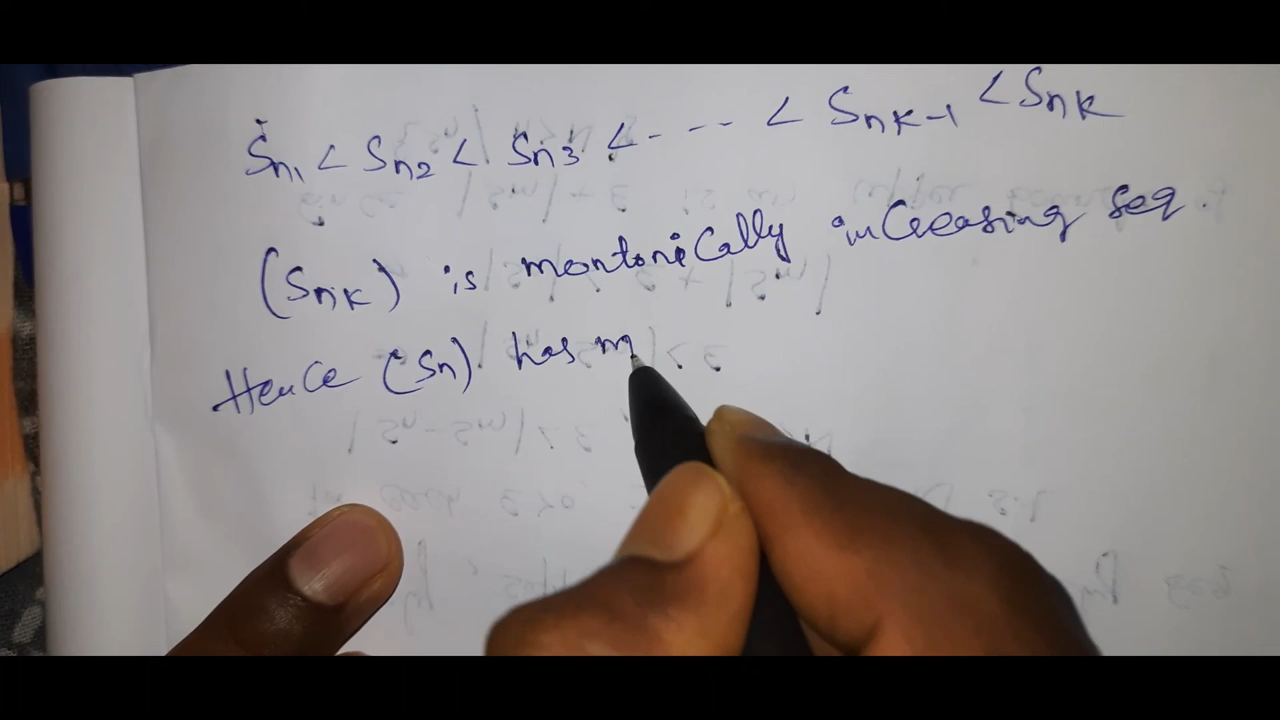 Sn1 < Sn2 < Sn3 < - - - - < SnK-1 < SnK
(SnK) is montonically increasing seq.
Hence (Sn) has m